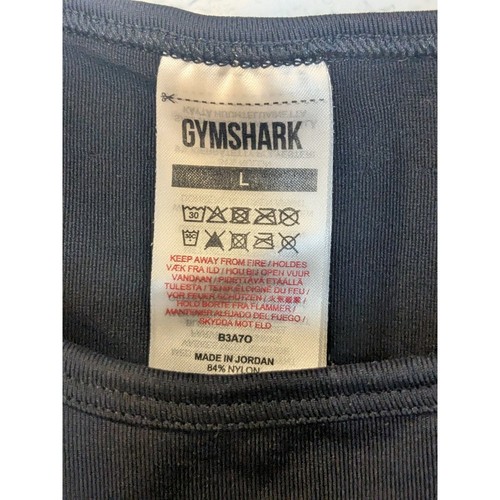 GYMSHARK
L
30
KEEP AWAY FROM FIRE / HOLDES
VÆK FRA ILD / HOU BIJ OPEN VUUR
VANDAAN / PIDETTÄVÄ ETÄÄLLÄ
TULESTA / TENIR ÉLOIGNÉ DU FEU /
VOR FEUER SCHÜTZEN / 火気厳禁 /
HOLD BORTE FRA FLAMMER /
MANTENER ALEJADO DEL FUEGO /
SKYDDA MOT ELD
B3A7O
MADE IN JORDAN
84% NYLON